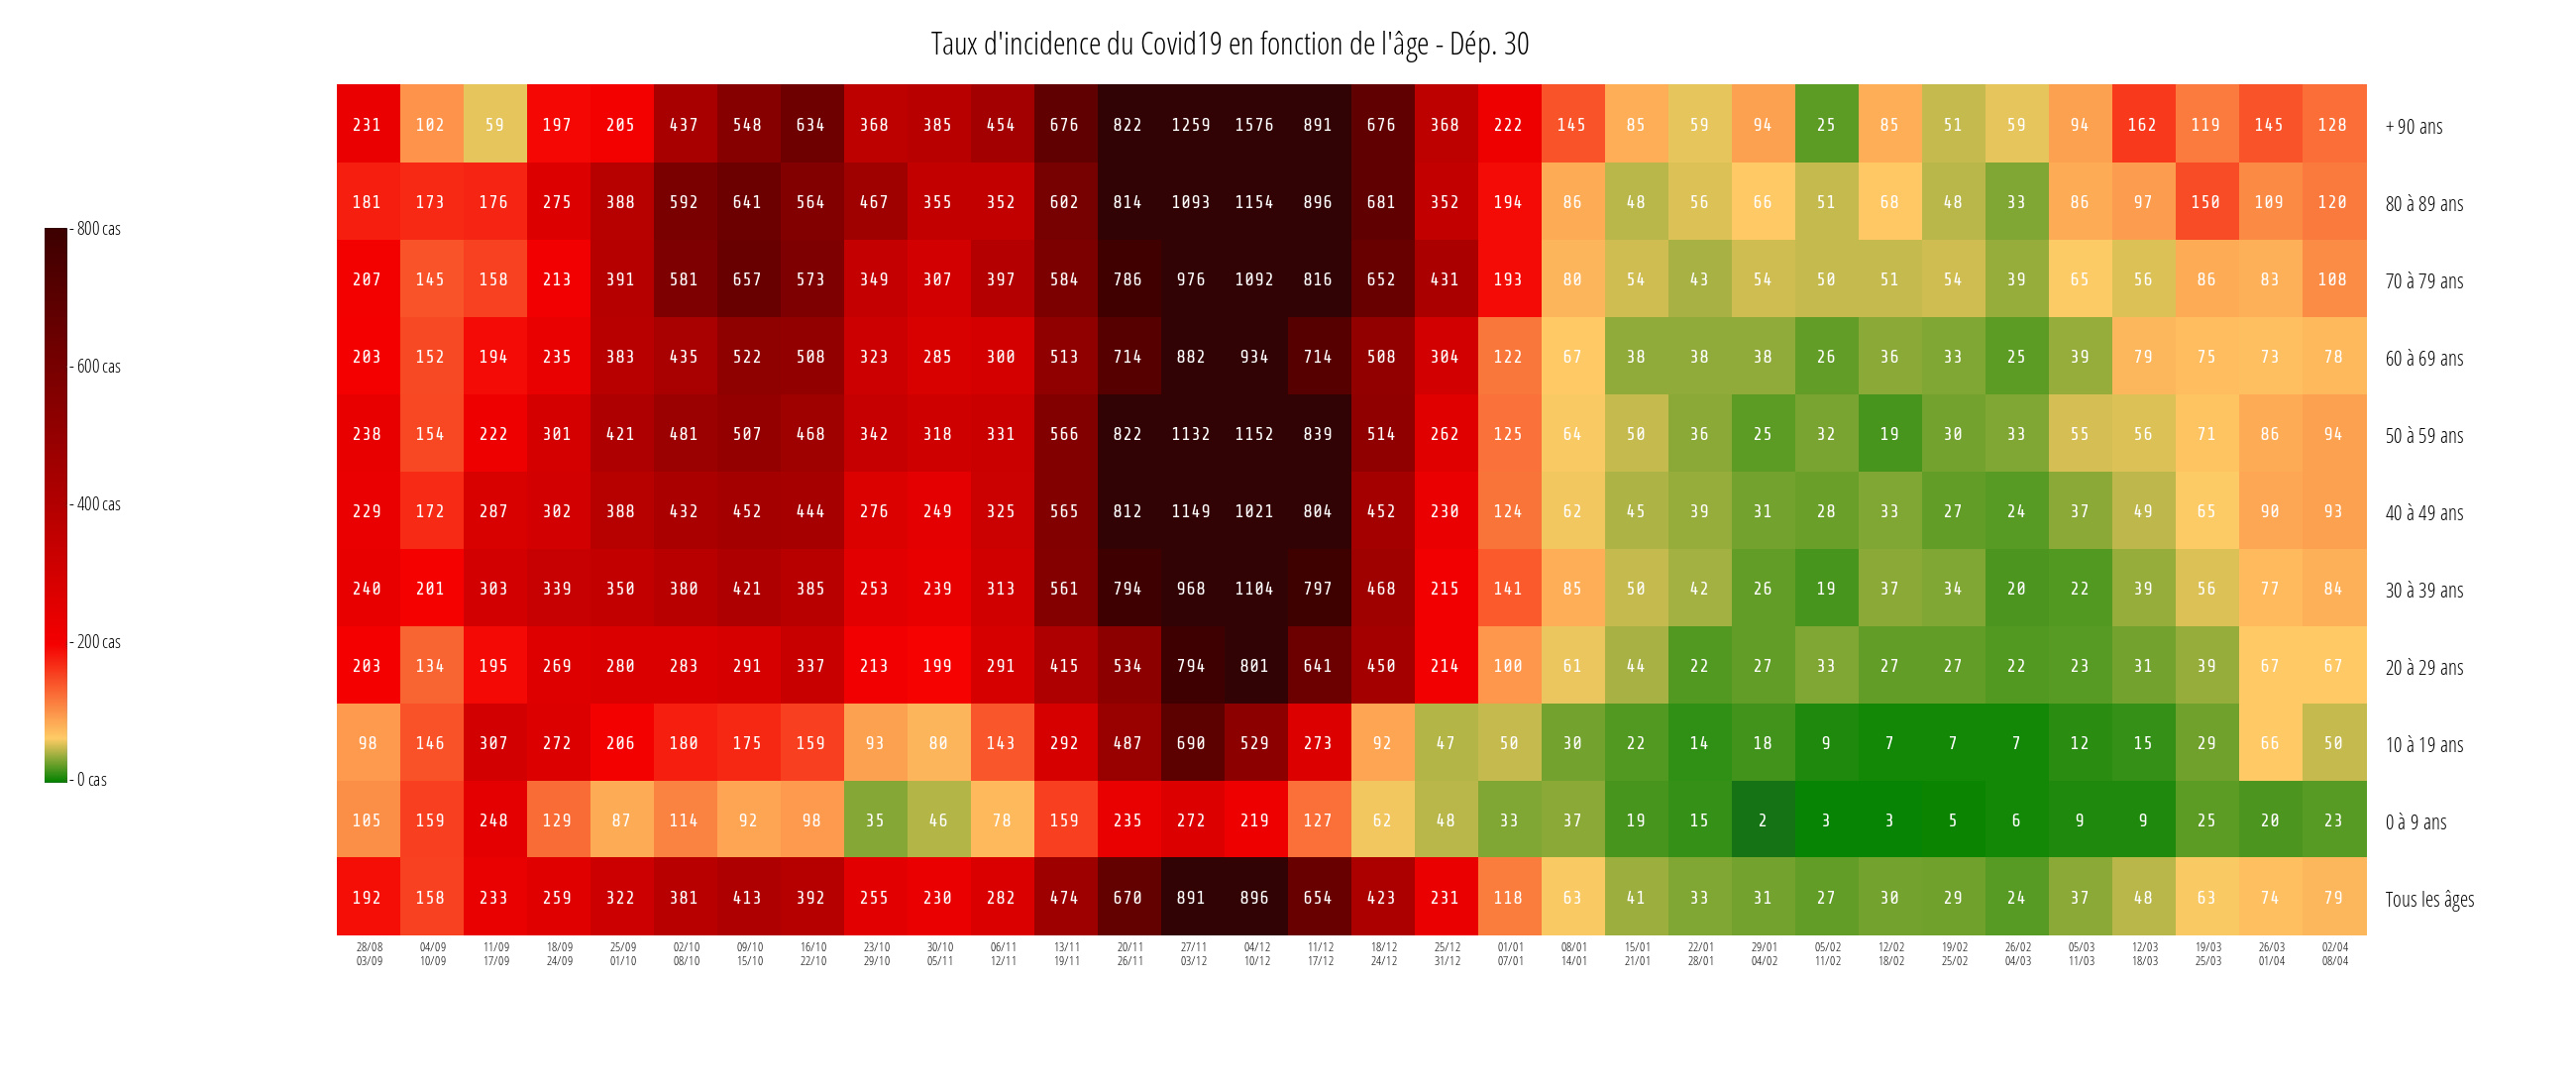 Taux d'incidence du Covid19 en fonction de l'âge - Dép. 30
231 102 59 197 205 437 548 634 368 385 454 676 822 1259 1576 891 676 368 222 145 85 59 94 25 85 51 59 94 162 119 145 128 + 90 ans
181 173 176 275 388 592 641 564 467 355 352 602 814 1093 1154 896 681 352 194 86 48 56 66 51 68 48 33 86 97 150 109 120 80 à 89 ans
- 800 cas
207 145 158 213 391 581 657 573 349 307 397 584 786 976 1092 816 652 431 193 80 54 43 54 50 51 54 39 65 56 86 83 108 70 à 79 ans
203 152 194 235 383 435 522 508 323 285 300 513 714 882 934 714 508 304 122 67 38 38 38 26 36 33 25 39 79 75 73 78 60 à 69 ans
- 600 cas
238 154 222 301 421 481 507 468 342 318 331 566 822 1132 1152 839 514 262 125 64 50 36 25 32 19 30 33 55 56 71 86 94 50 à 59 ans
- 400 cas
229 172 287 302 388 432 452 444 276 249 325 565 812 1149 1021 804 452 230 124 62 45 39 31 28 33 27 24 37 49 65 90 93 40 à 49 ans
240 201 303 339 350 380 421 385 253 239 313 561 794 968 1104 797 468 215 141 85 50 42 26 19 37 34 20 22 39 56 77 84 30 à 39 ans
- 200 cas
203 134 195 269 280 283 291 337 213 199 291 415 534 794 801 641 450 214 100 61 44 22 27 33 27 27 22 23 31 39 67 67 20 à 29 ans
98 146 307 272 206 180 175 159 93 80 143 292 487 690 529 273 92 47 50 30 22 14 18 9 7 7 7 12 15 29 66 50 10 à 19 ans
- 0 cas
105 159 248 129 87 114 92 98 35 46 78 159 235 272 219 127 62 48 33 37 19 15 2 3 3 5 6 9 9 25 20 23 0 à 9 ans
192 158 233 259 322 381 413 392 255 230 282 474 670 891 896 654 423 231 118 63 41 33 31 27 30 29 24 37 48 63 74 79 Tous les âges
28/08 04/09 11/09 18/09 25/09 02/10 09/10 16/10 23/10 30/10 06/11 13/11 20/11 27/11 04/12 11/12 18/12 25/12 01/01 08/01 15/01 22/01 29/01 05/02 12/02 19/02 26/02 05/03 12/03 19/03 26/03 02/04
03/09 10/09 17/09 24/09 01/10 08/10 15/10 22/10 29/10 05/11 12/11 19/11 26/11 03/12 10/12 17/12 24/12 31/12 07/01 14/01 21/01 28/01 04/02 11/02 18/02 25/02 04/03 11/03 18/03 25/03 01/04 08/04